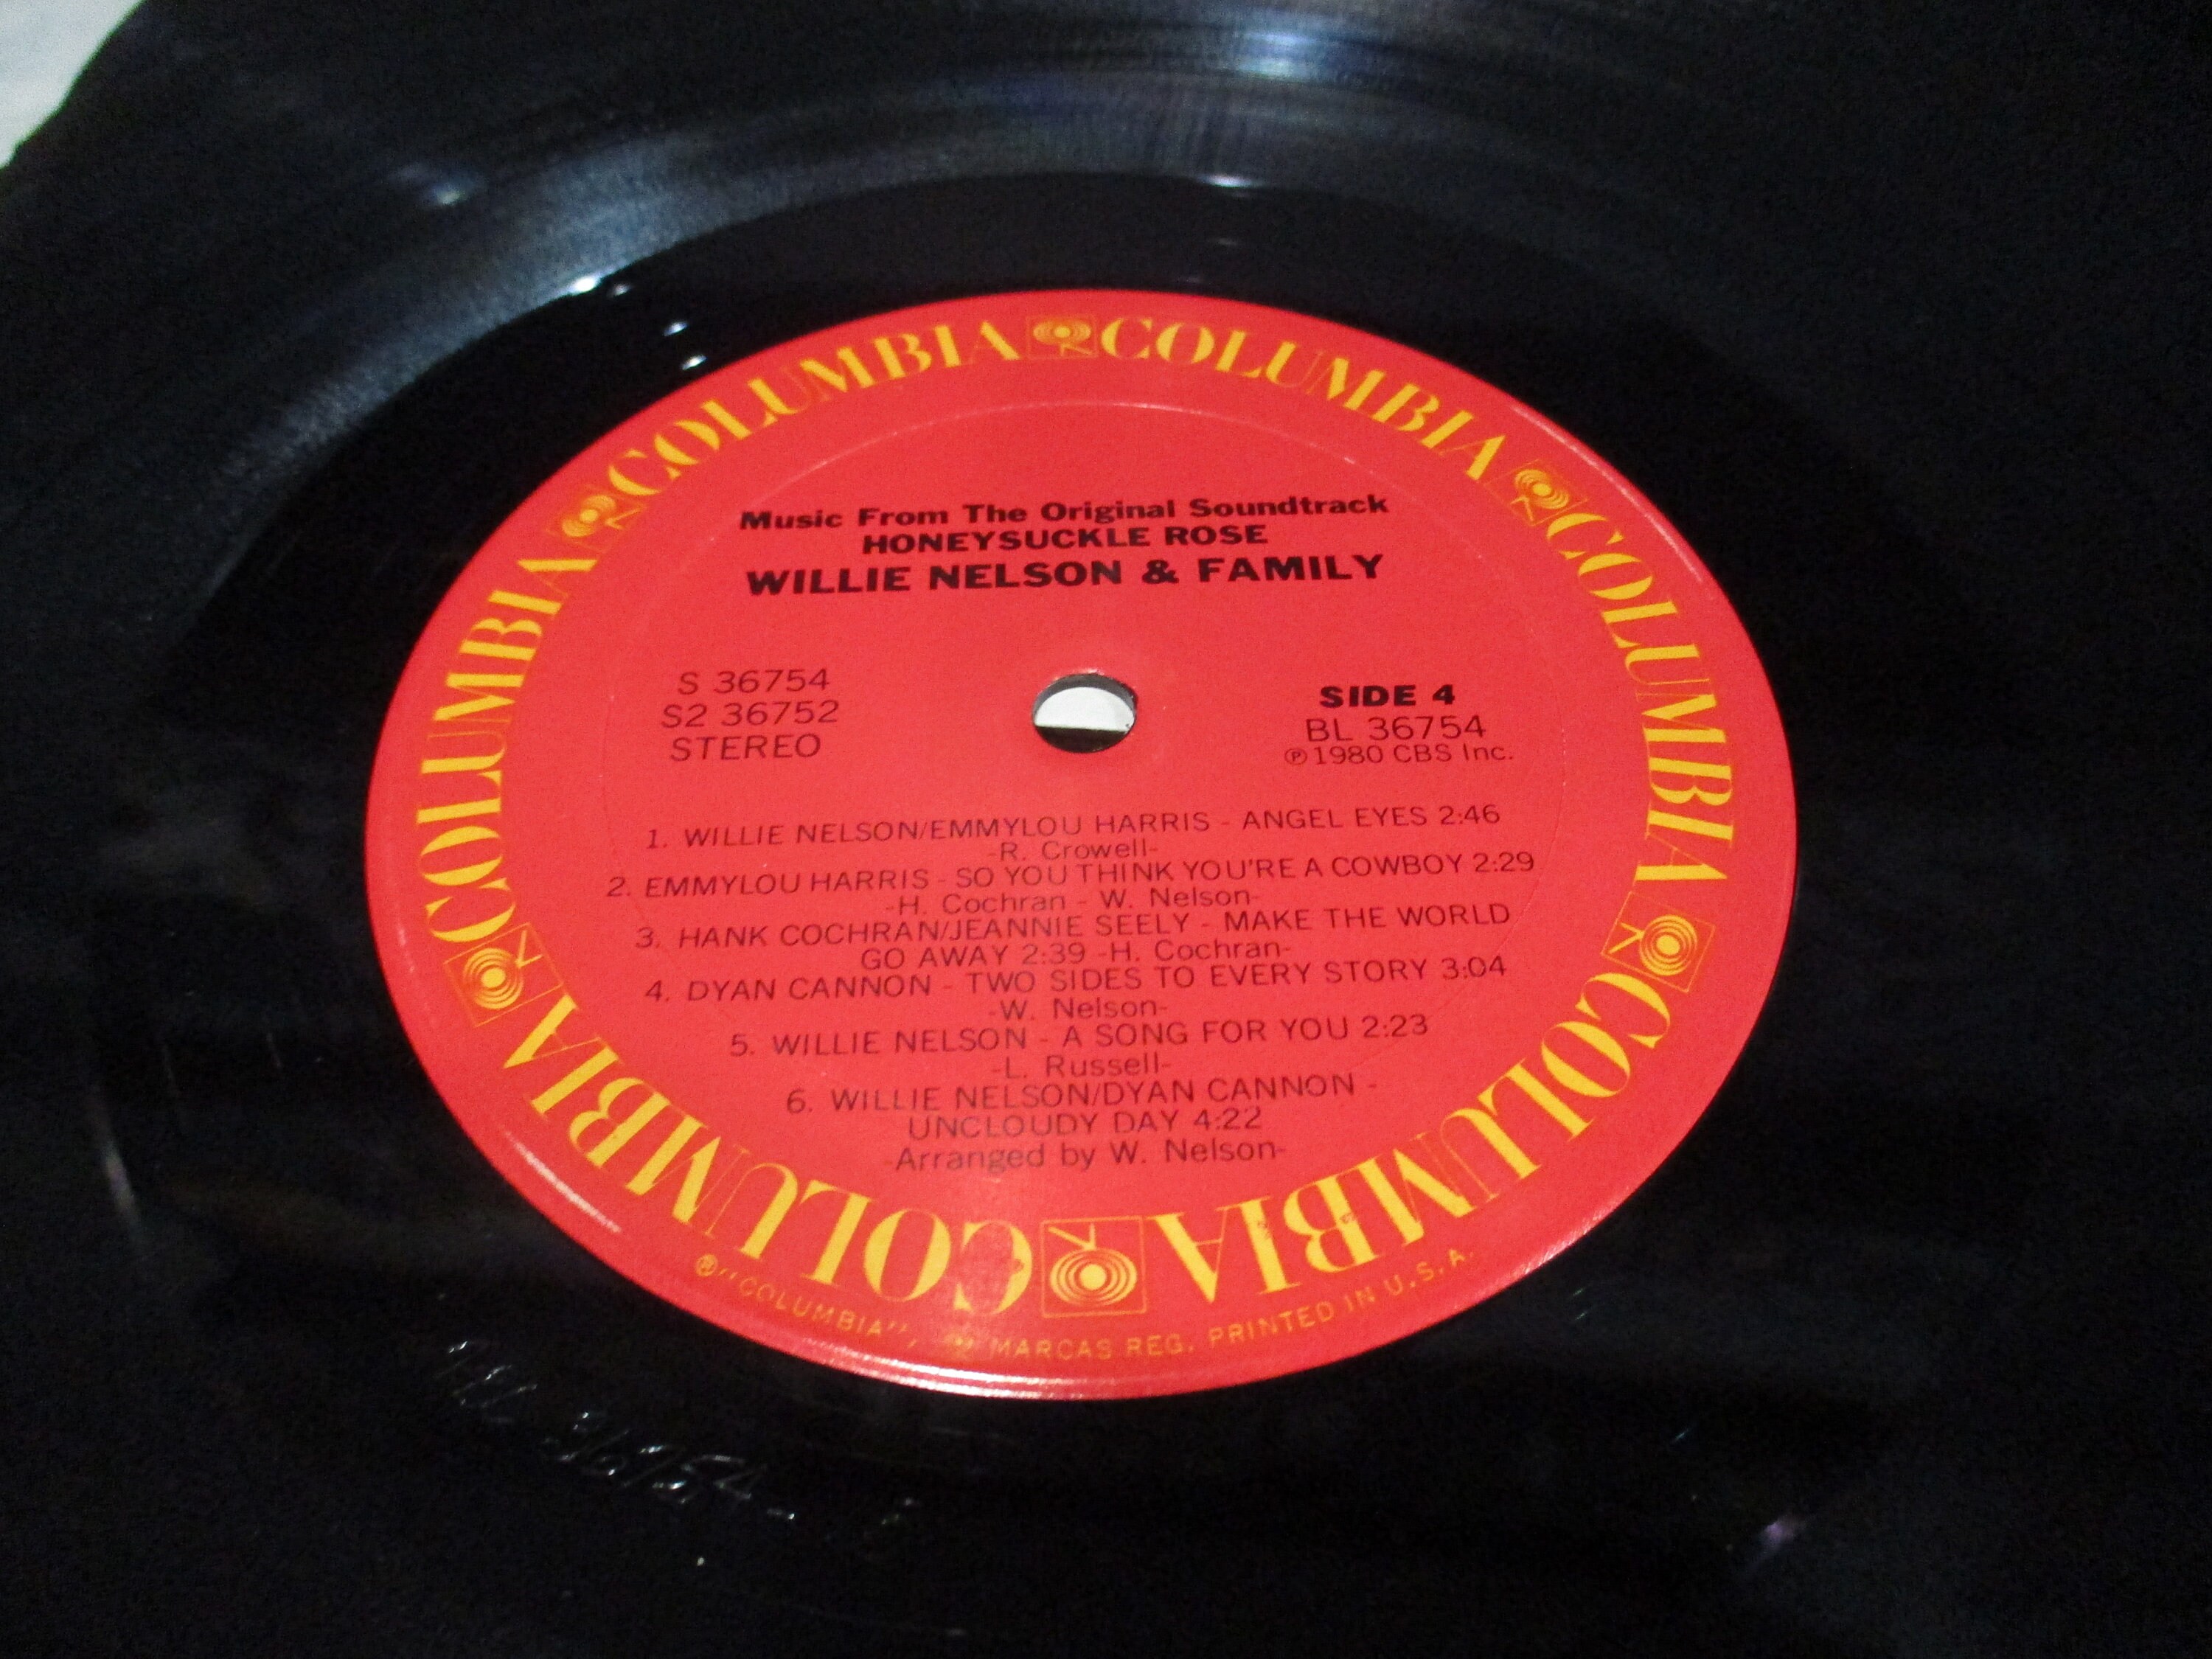 COLUMBIA COLUMBIA COLUMBIA COLUMBIA COLUMBIA COLUMBIA
Music From The Original Soundtrack
HONEYSUCKLE ROSE
WILLIE NELSON & FAMILY
S 36754
S2 36752
STEREO
SIDE 4
BL 36754
℗1980 CBS Inc.
1. WILLIE NELSON/EMMYLOU HARRIS - ANGEL EYES 2:46
-R. Crowell-
2. EMMYLOU HARRIS - SO YOU THINK YOU'RE A COWBOY 2:29
-H. Cochran - W. Nelson-
3. HANK COCHRAN/JEANNIE SEELY - MAKE THE WORLD
GO AWAY 2:39 -H. Cochran-
4. DYAN CANNON - TWO SIDES TO EVERY STORY 3:04
-W. Nelson-
5. WILLIE NELSON - A SONG FOR YOU 2:23
-L. Russell-
6. WILLIE NELSON/DYAN CANNON -
UNCLOUDY DAY 4:22
-Arranged by W. Nelson-
®"COLUMBIA", MARCAS REG. PRINTED IN U.S.A.
36754-